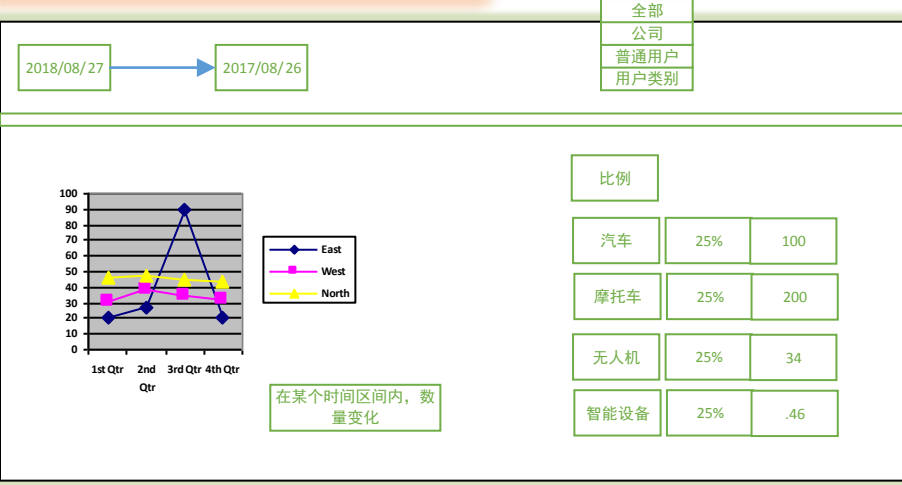 全部
公司
普通用户
用户类别
2018/08/27
2017/08/26
比例
100
90
80
70
60
50
40
30
20
10
0
1st Qtr
2nd
Qtr
3rd Qtr
4th Qtr
East
West
North
在某个时间区间内，数
量变化
汽车
25%
100
摩托车
25%
200
无人机
25%
34
智能设备
25%
.46